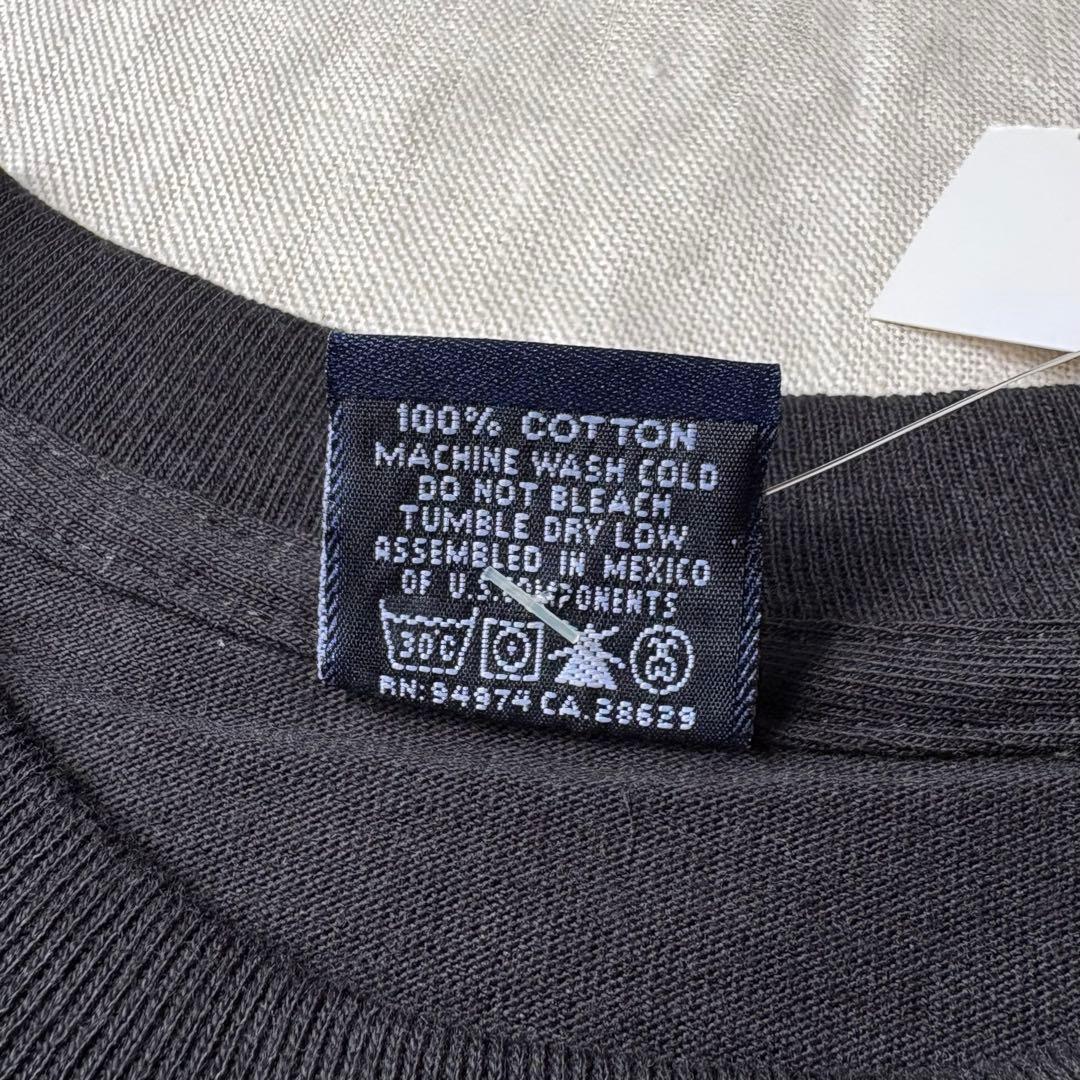 100% COTTON
MACHINE WASH COLD
DO NOT BLEACH
TUMBLE DRY LOW
ASSEMBLED IN MEXICO
OF U.S. COMPONENTS
30°C
RN: 94974 CA. 28629